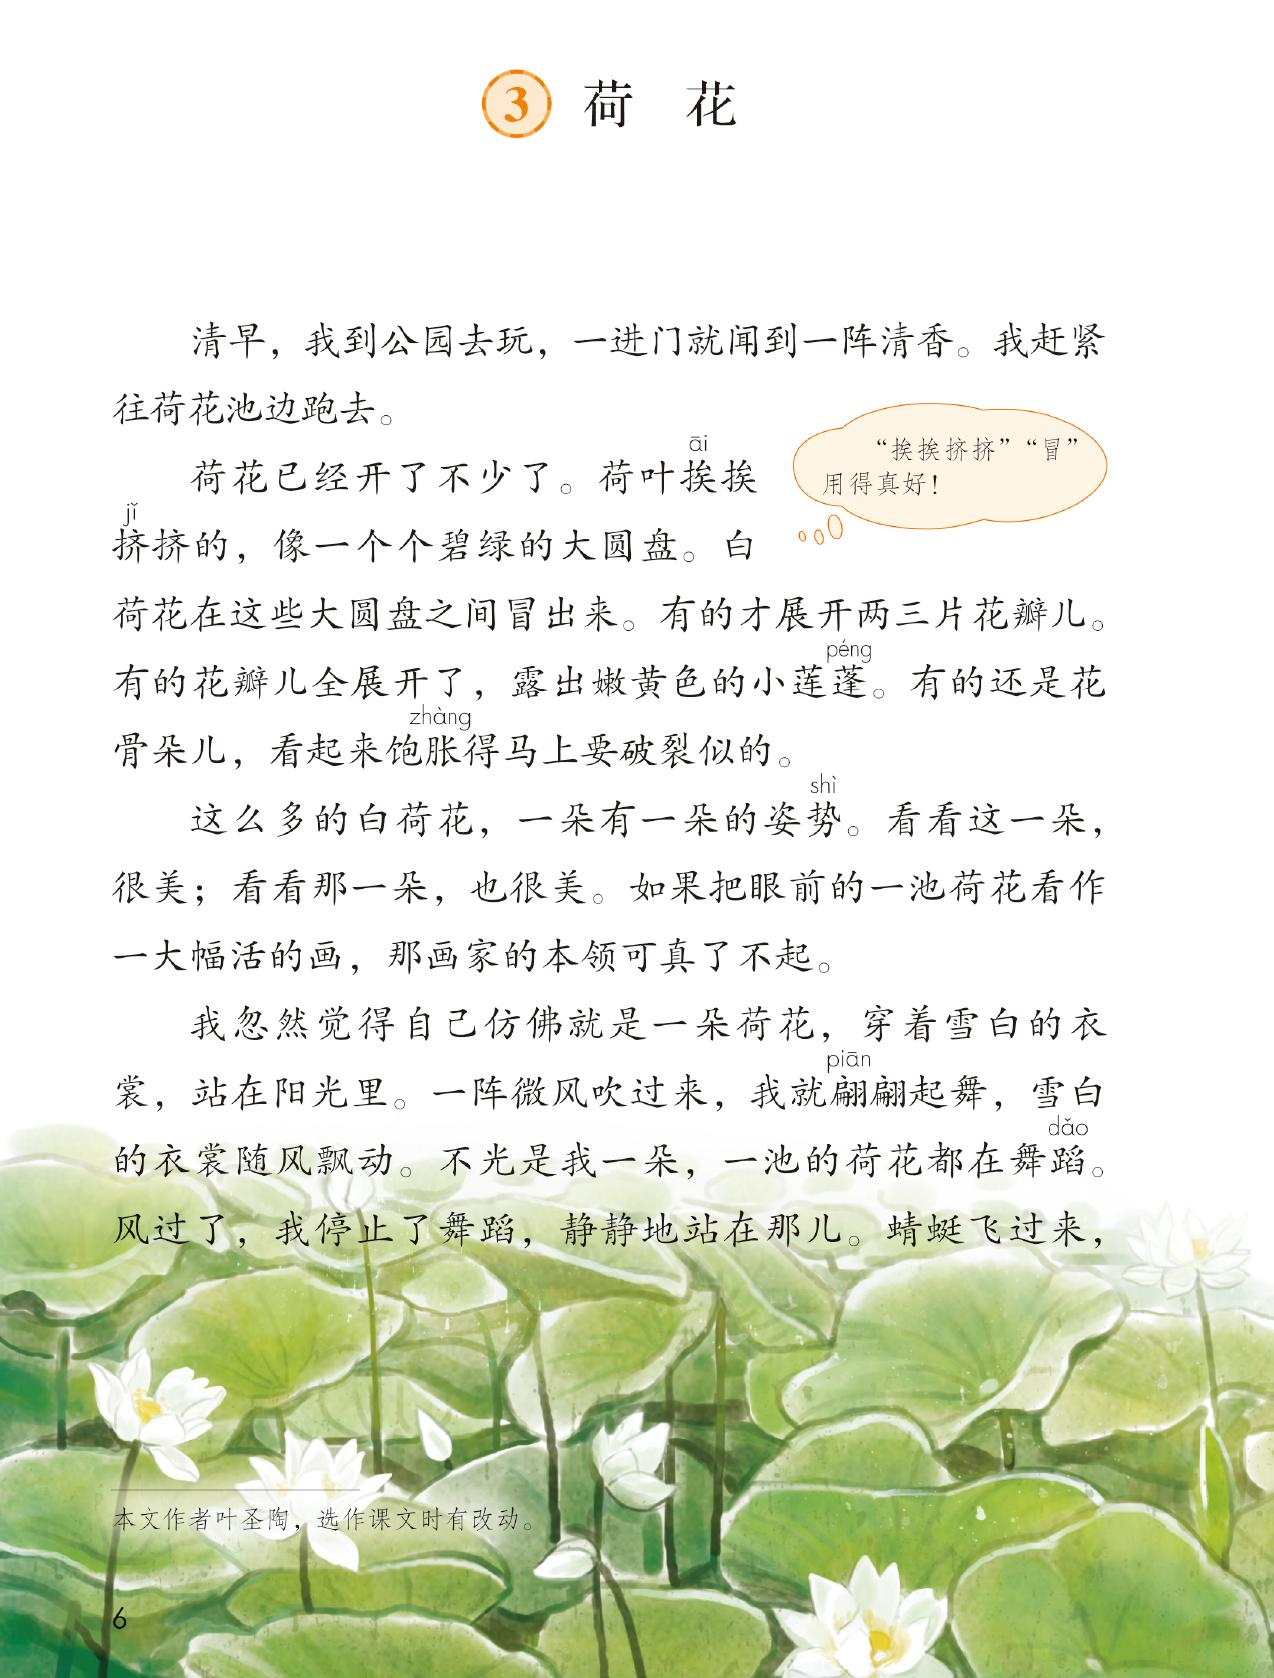 3 荷 花
清早，我到公园去玩，一进门就闻到一阵清香。我赶紧
往荷花池边跑去。
“挨挨挤挤”“冒”
用得真好！
āi
荷花已经开了不少了。荷叶挨挨
jǐ
挤挤的，像一个个碧绿的大圆盘。白
荷花在这些大圆盘之间冒出来。有的才展开两三片花瓣儿。
péng
有的花瓣儿全展开了，露出嫩黄色的小莲蓬。有的还是花
zhàng
骨朵儿，看起来饱胀得马上要破裂似的。
shì
这么多的白荷花，一朵有一朵的姿势。看看这一朵，
很美；看看那一朵，也很美。如果把眼前的一池荷花看作
一大幅活的画，那画家的本领可真了不起。
我忽然觉得自己仿佛就是一朵荷花，穿着雪白的衣
piān
裳，站在阳光里。一阵微风吹过来，我就翩翩起舞，雪白
dǎo
的衣裳随风飘动。不光是我一朵，一池的荷花都在舞蹈。
风过了，我停止了舞蹈，静静地站在那儿。蜻蜓飞过来，
本文作者叶圣陶，选作课文时有改动。
6